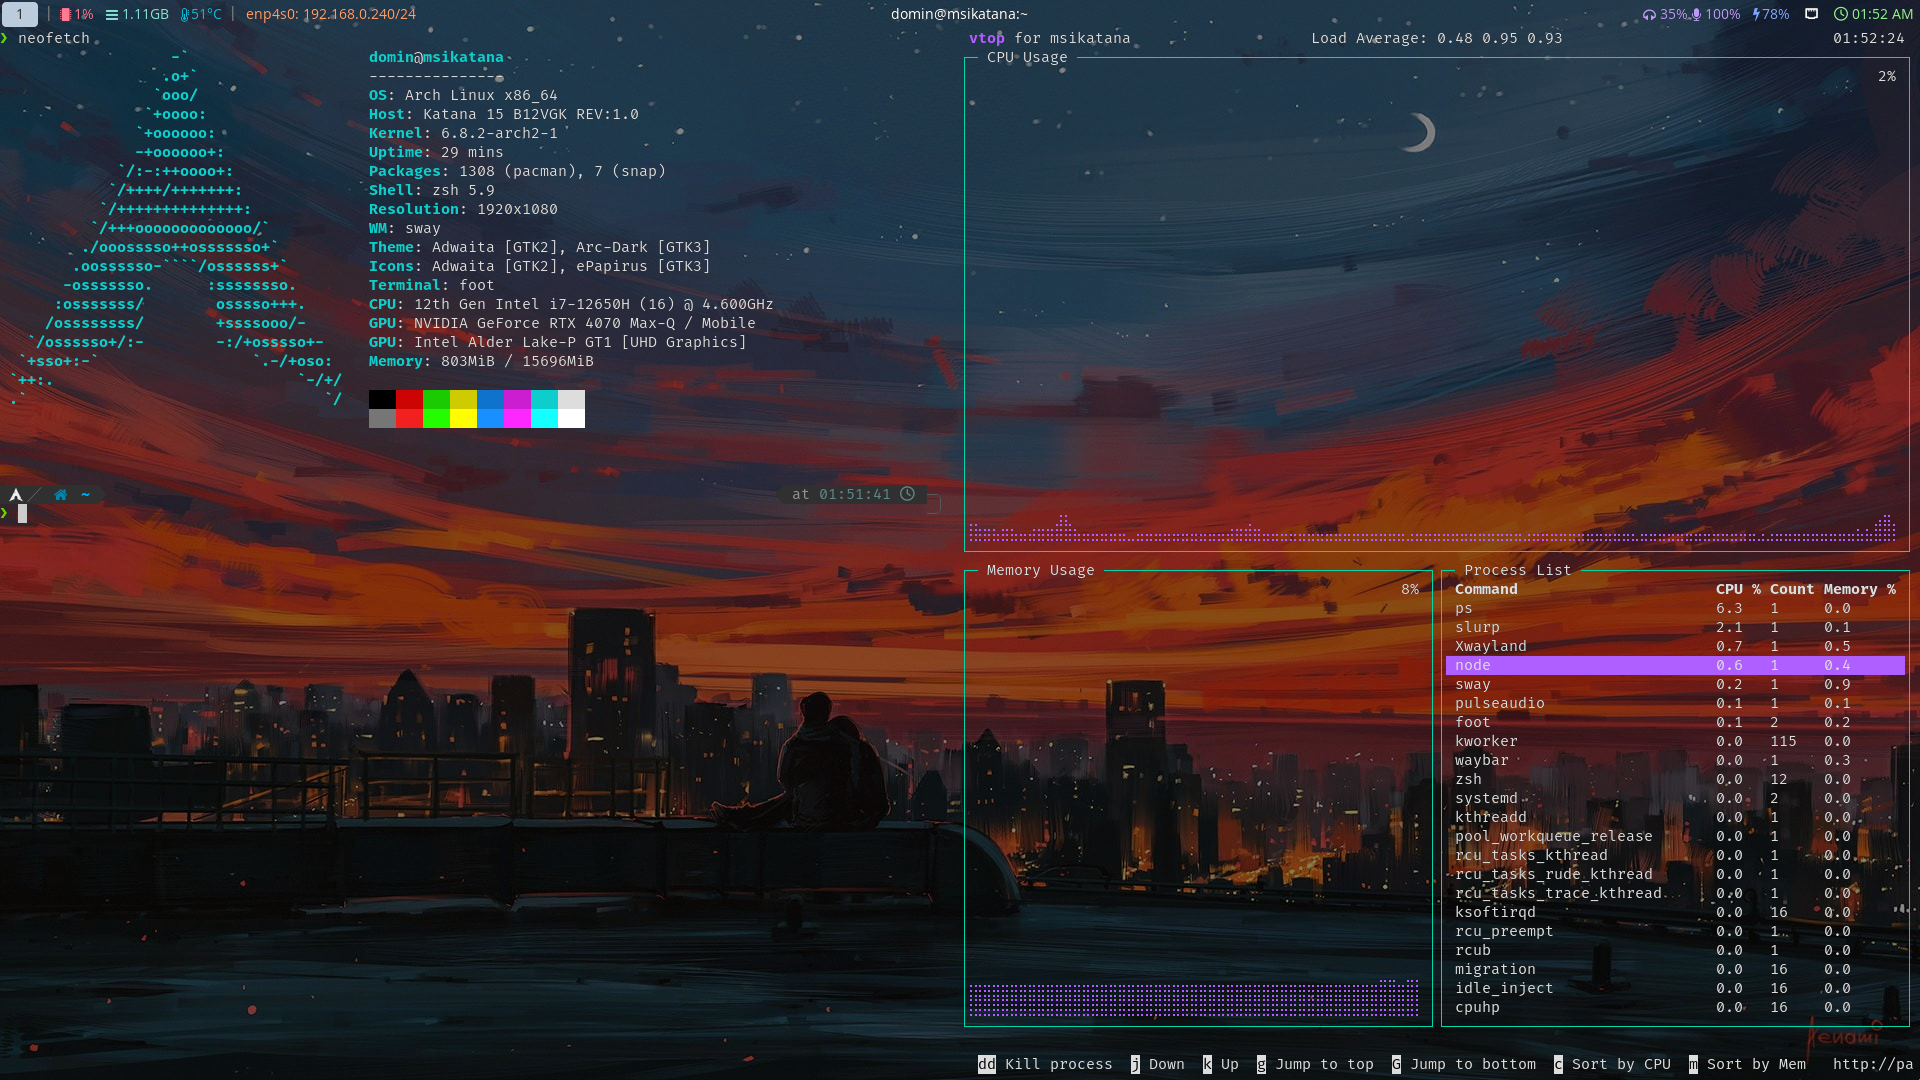 1 | 1% 1.11GB 51°C | enp4s0: 192.168.0.240/24
domin@msikatana:~
35% 100% 78% 01:52 AM
❯ neofetch
-`
.o+`
`ooo/
`+oooo:
`+oooooo:
-+oooooo+:
`/:-:++oooo+:
`/++++/+++++++:
`/++++++++++++++:
`/+++ooooooooooooo/`
./ooosssso++osssssso+`
.oossssso-````/ossssss+`
-osssssso. :ssssssso.
:osssssss/ osssso+++.
/ossssssss/ +ssssooo/-
`/ossssso+/:- -:/+osssso+-
`+sso+:-` `.-/+oso:
`++:. `-/+/
.` `/
domin@msikatana
---------------
OS: Arch Linux x86_64
Host: Katana 15 B12VGK REV:1.0
Kernel: 6.8.2-arch2-1
Uptime: 29 mins
Packages: 1308 (pacman), 7 (snap)
Shell: zsh 5.9
Resolution: 1920x1080
WM: sway
Theme: Adwaita [GTK2], Arc-Dark [GTK3]
Icons: Adwaita [GTK2], ePapirus [GTK3]
Terminal: foot
CPU: 12th Gen Intel i7-12650H (16) @ 4.600GHz
GPU: NVIDIA GeForce RTX 4070 Max-Q / Mobile
GPU: Intel Alder Lake-P GT1 [UHD Graphics]
Memory: 803MiB / 15696MiB
~ at 01:51:41
❯
vtop for msikatana Load Average: 0.48 0.95 0.93 01:52:24
CPU Usage
2%
Memory Usage
8%
Process List
Command CPU % Count Memory %
ps 6.3 1 0.0
slurp 2.1 1 0.1
Xwayland 0.7 1 0.5
node 0.6 1 0.4
sway 0.2 1 0.9
pulseaudio 0.1 1 0.1
foot 0.1 2 0.2
kworker 0.0 115 0.0
waybar 0.0 1 0.3
zsh 0.0 12 0.0
systemd 0.0 2 0.0
kthreadd 0.0 1 0.0
pool_workqueue_release 0.0 1 0.0
rcu_tasks_kthread 0.0 1 0.0
rcu_tasks_rude_kthread 0.0 1 0.0
rcu_tasks_trace_kthread 0.0 1 0.0
ksoftirqd 0.0 16 0.0
rcu_preempt 0.0 1 0.0
rcub 0.0 1 0.0
migration 0.0 16 0.0
idle_inject 0.0 16 0.0
cpuhp 0.0 16 0.0
dd Kill process j Down k Up g Jump to top G Jump to bottom c Sort by CPU m Sort by Mem http://pa